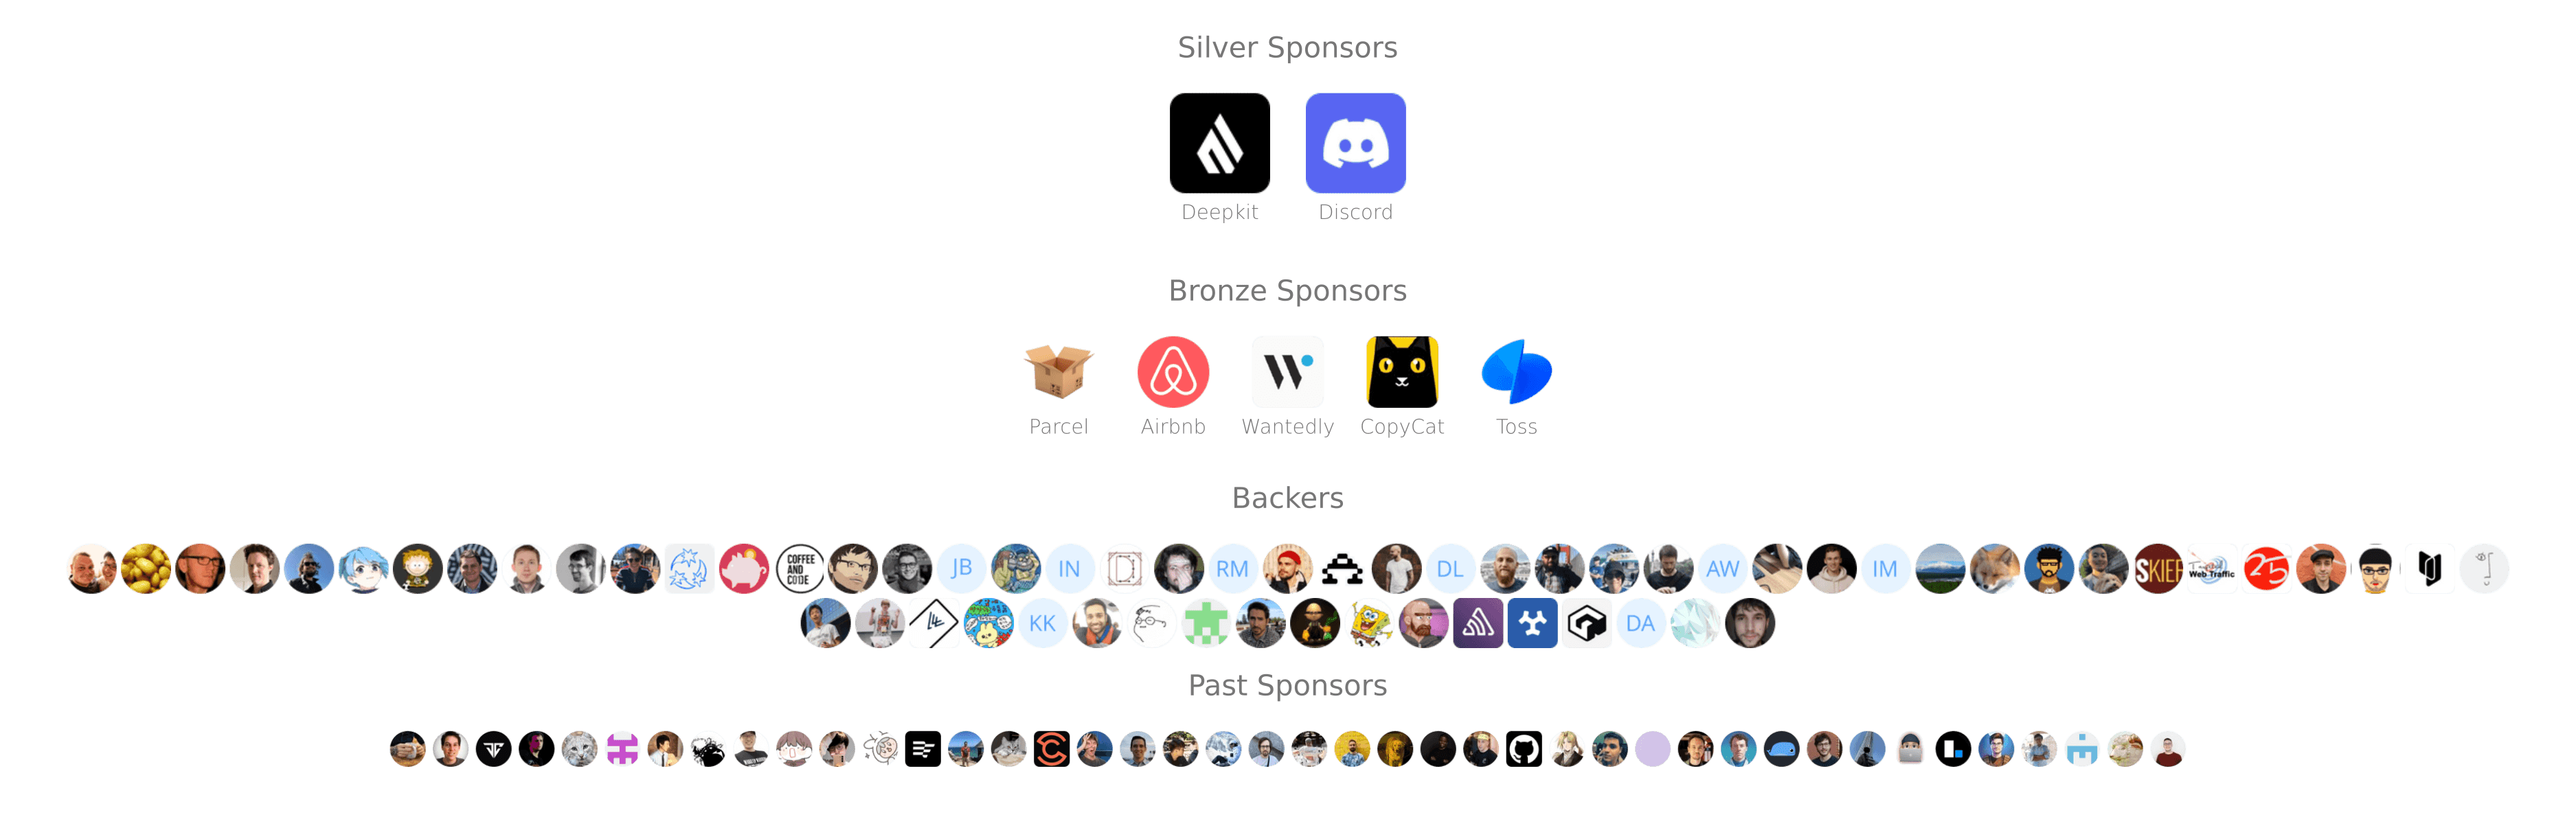 Silver Sponsors
Deepkit Discord
Bronze Sponsors
Parcel Airbnb Wantedly CopyCat Toss
Backers
COFFEE AND CODE JB IN RM DL AW IM SKIEF Web Traffic 25
KK DA
Past Sponsors